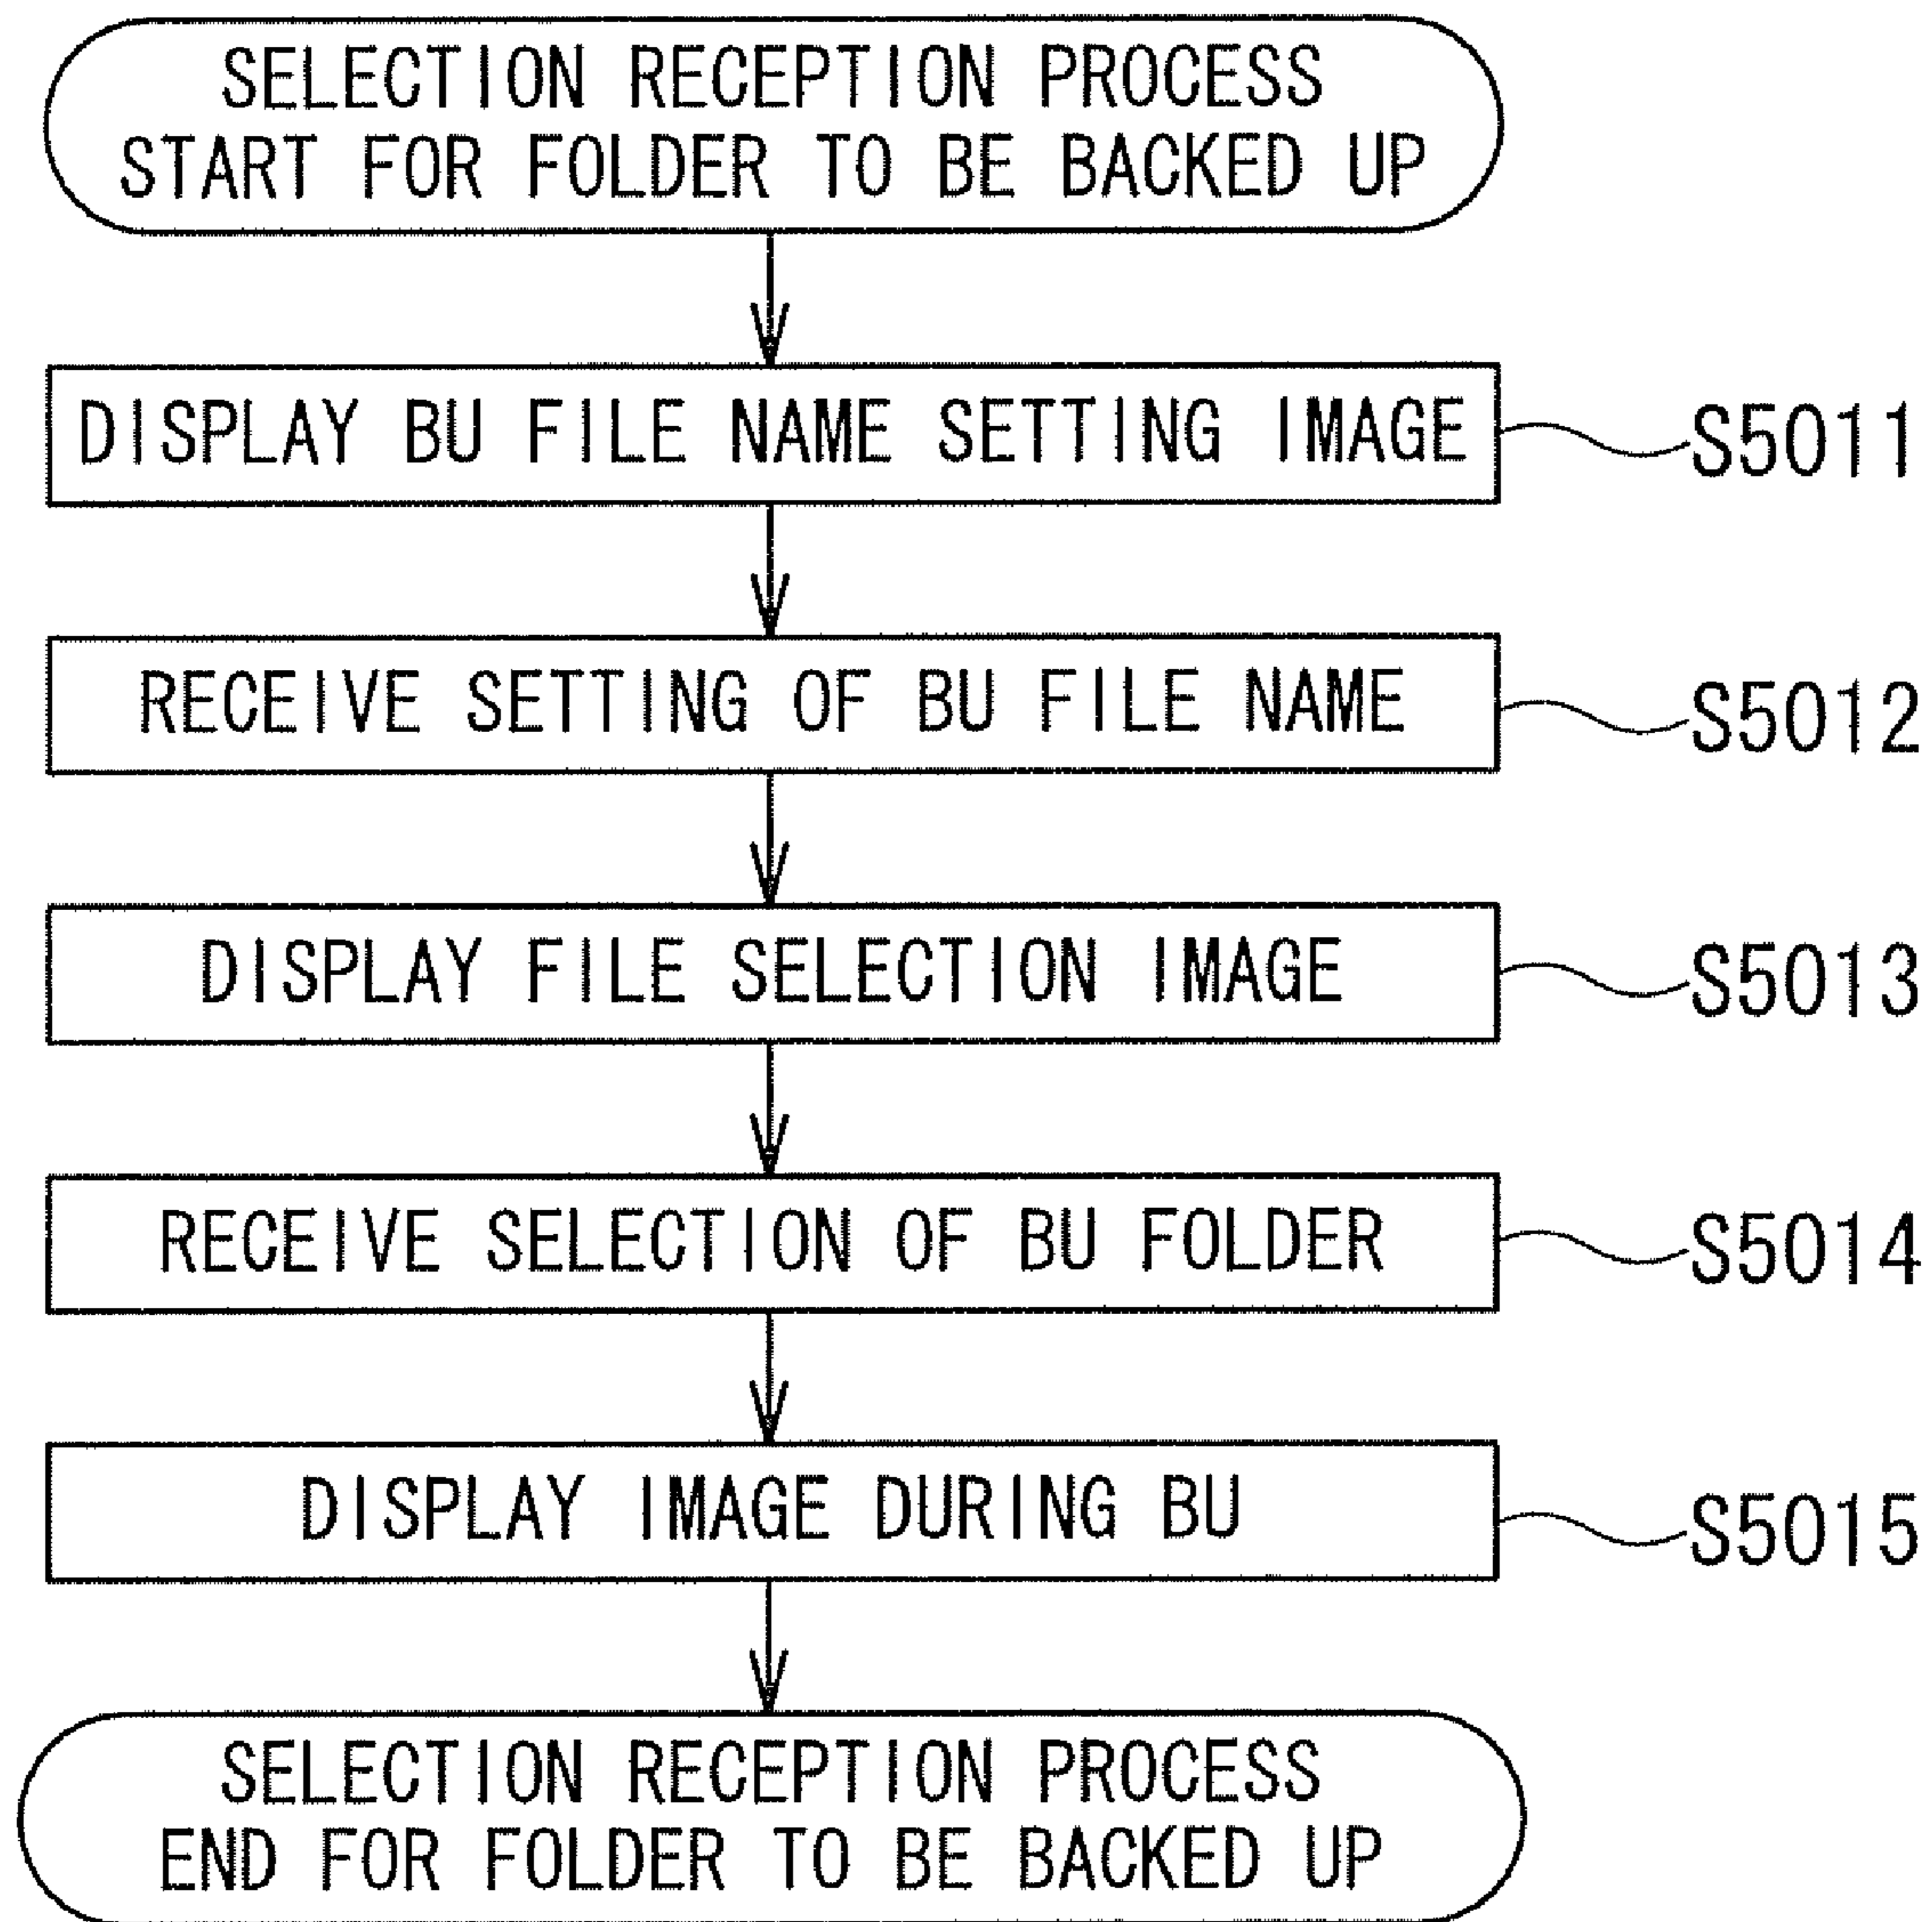 SELECTION RECEPTION PROCESS
START FOR FOLDER TO BE BACKED UP
DISPLAY BU FILE NAME SETTING IMAGE
S5011
RECEIVE SETTING OF BU FILE NAME
S5012
DISPLAY FILE SELECTION IMAGE
S5013
RECEIVE SELECTION OF BU FOLDER
S5014
DISPLAY IMAGE DURING BU
S5015
SELECTION RECEPTION PROCESS
END FOR FOLDER TO BE BACKED UP